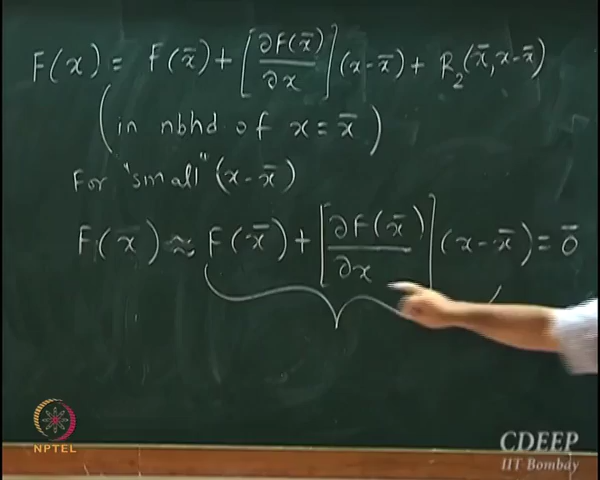 F(x) = F(x̄) + [∂F(x̄)/∂x] (x-x̄) + R₂(x̄, x-x̄)
(in nbhd of x = x̄)
For "small" (x-x̄)
F(x̄) ≈ F(x̄) + [∂F(x̄)/∂x] (x-x̄) = 0̄
NPTEL
CDEEP
IIT Bombay